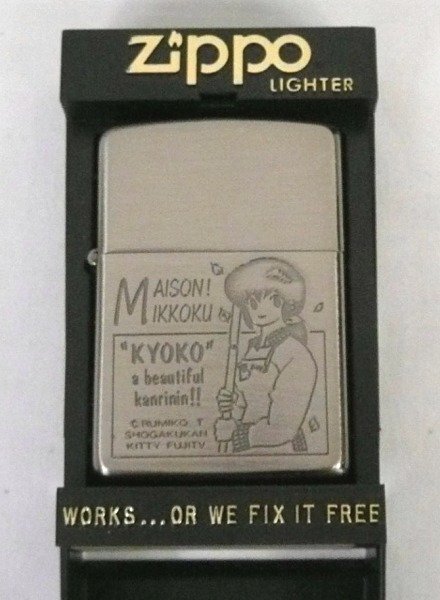 zippo
LIGHTER
MAISON!
MIKKOKU
"KYOKO"
a beautiful
kanrinin!!
©RUMIKO.T
SHOGAKUKAN
KITTY FUJITV
WORKS...OR WE FIX IT FREE